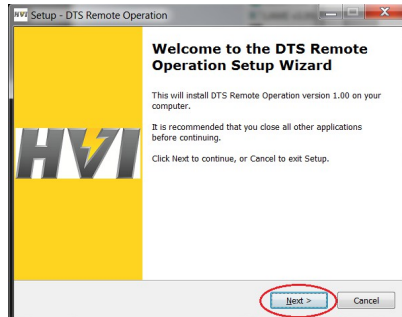 HVI Setup - DTS Remote Operation
Welcome to the DTS Remote
Operation Setup Wizard
This will install DTS Remote Operation version 1.00 on your
computer.
It is recommended that you close all other applications
before continuing.
Click Next to continue, or Cancel to exit Setup.
HVI
Next >
Cancel